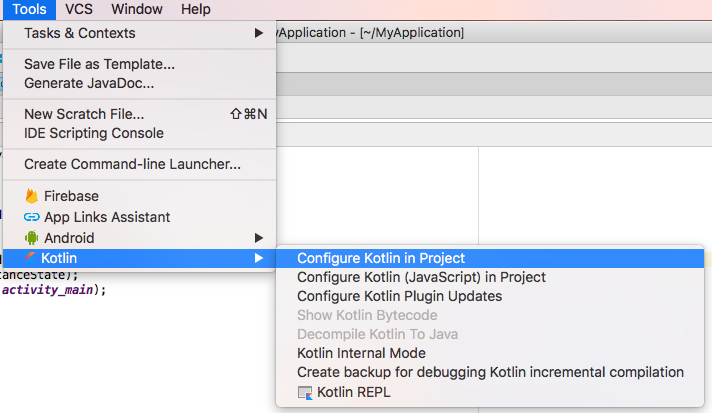 Tools VCS Window Help
Tasks & Contexts
yApplication - [~/MyApplication]
Save File as Template...
Generate JavaDoc...
New Scratch File... ⇧⌘N
IDE Scripting Console
Create Command-line Launcher...
Firebase
App Links Assistant
Android
Kotlin
Configure Kotlin in Project
anceState);
Configure Kotlin (JavaScript) in Project
activity_main);
Configure Kotlin Plugin Updates
Show Kotlin Bytecode
Decompile Kotlin To Java
Kotlin Internal Mode
Create backup for debugging Kotlin incremental compilation
Kotlin REPL